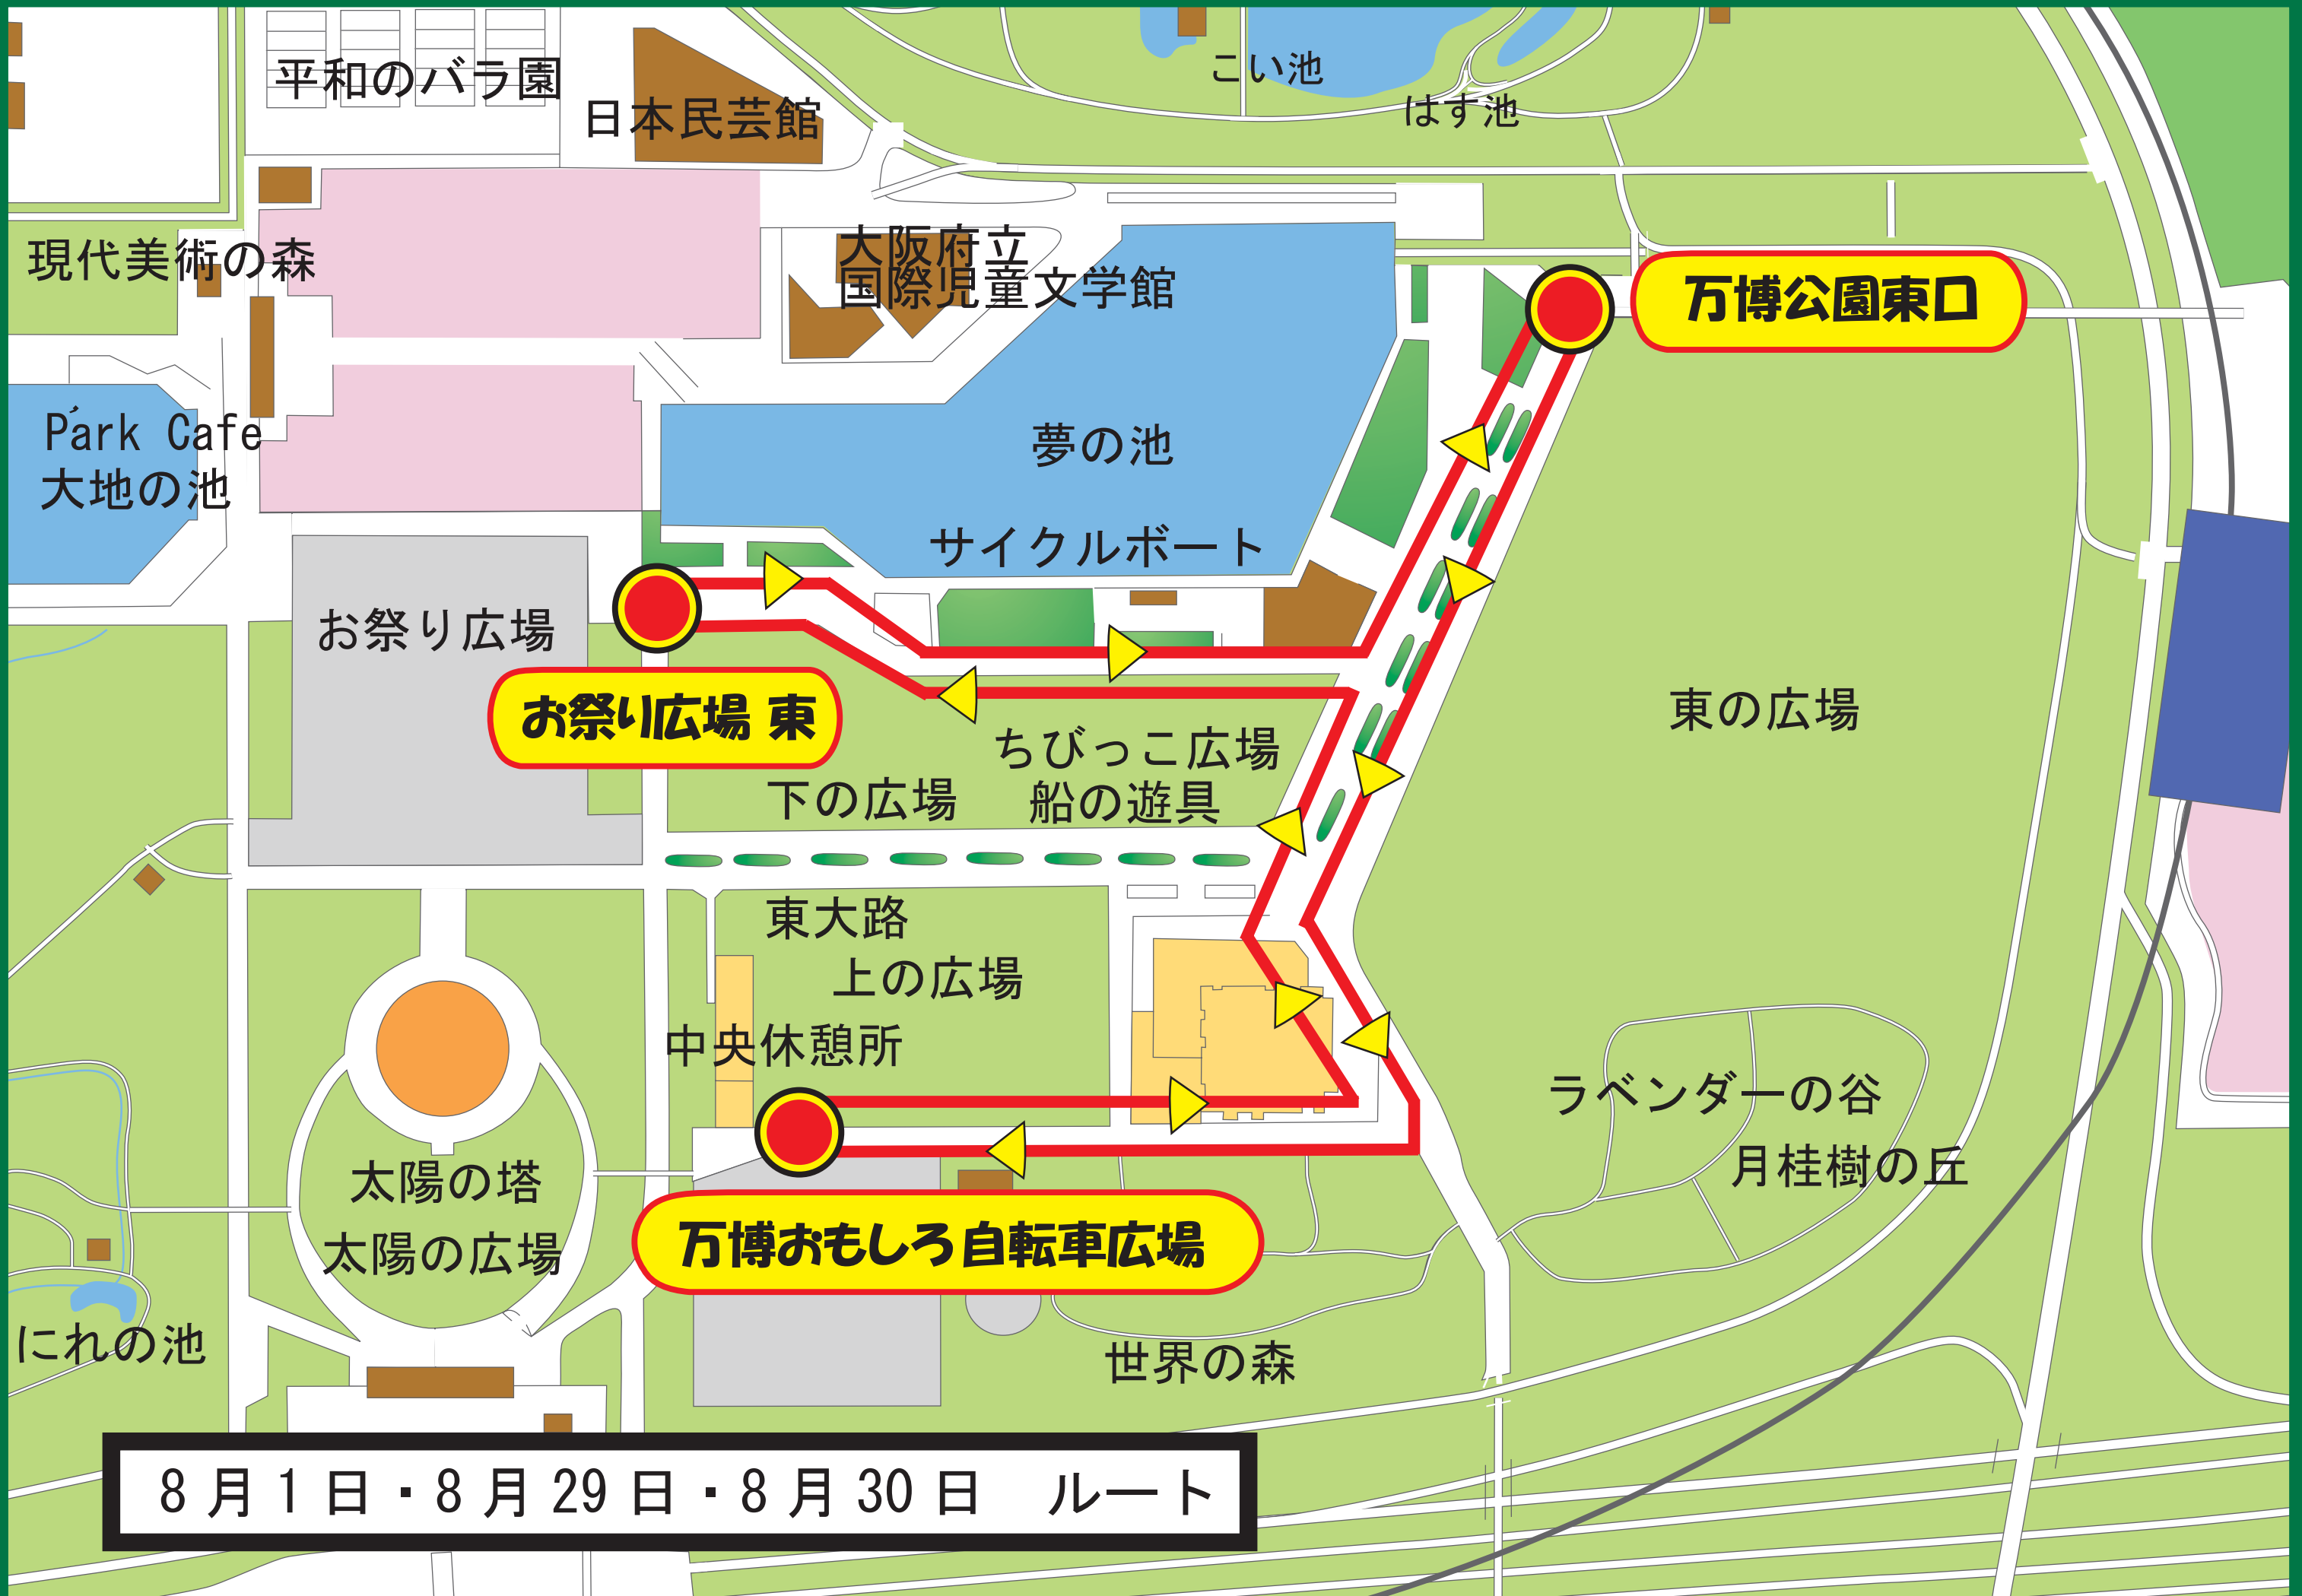 こい池
平和のバラ園
はす池
日本民芸館
現代美術の森
大阪府立
国際児童文学館
万博公園東口
Park Cafe
夢の池
大地の池
サイクルボート
お祭り広場
お祭り広場 東
東の広場
ちびっこ広場
下の広場
船の遊具
東大路
上の広場
中央休憩所
ラベンダーの谷
月桂樹の丘
太陽の塔
万博おもしろ自転車広場
太陽の広場
にれの池
世界の森
8月1日・8月29日・8月30日 ルート